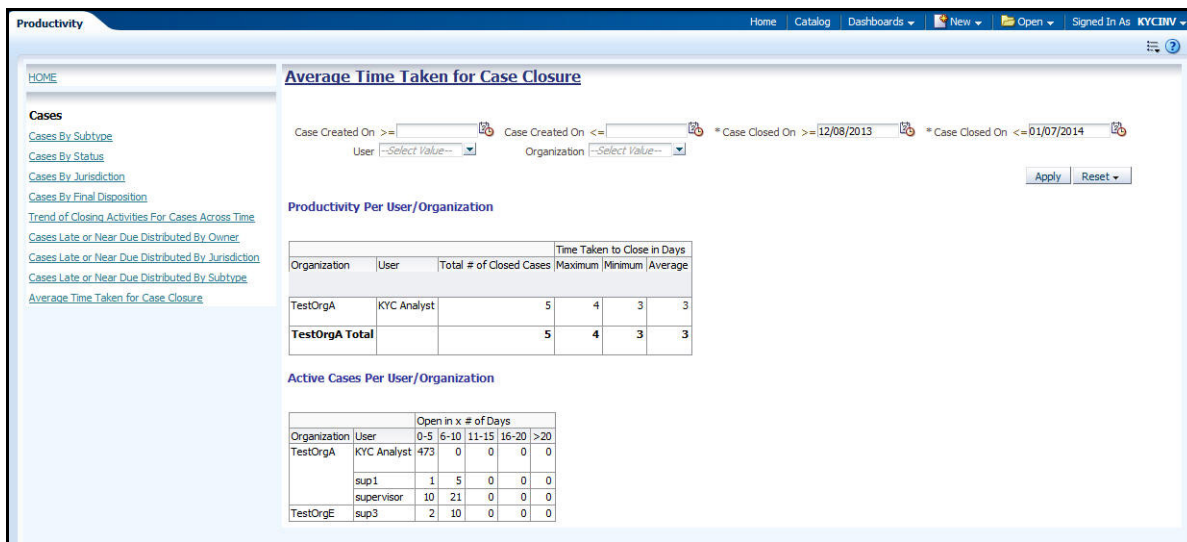 Productivity
Home Catalog Dashboards New Open Signed In As KYCINV
HOME
Cases
Cases By Subtype
Cases By Status
Cases By Jurisdiction
Cases By Final Disposition
Trend of Closing Activities For Cases Across Time
Cases Late or Near Due Distributed By Owner
Cases Late or Near Due Distributed By Jurisdiction
Cases Late or Near Due Distributed By Subtype
Average Time Taken for Case Closure
Average Time Taken for Case Closure
Case Created On >= Case Created On <= * Case Closed On >= 12/08/2013 * Case Closed On <= 01/07/2014
User --Select Value-- Organization --Select Value--
Apply Reset
Productivity Per User/Organization
Time Taken to Close in Days
Organization User Total # of Closed Cases Maximum Minimum Average
TestOrgA KYC Analyst 5 4 3 3
TestOrgA Total 5 4 3 3
Active Cases Per User/Organization
Open in x # of Days
Organization User 0-5 6-10 11-15 16-20 >20
TestOrgA KYC Analyst 473 0 0 0 0
sup1 1 5 0 0 0
supervisor 10 21 0 0 0
TestOrgE sup3 2 10 0 0 0